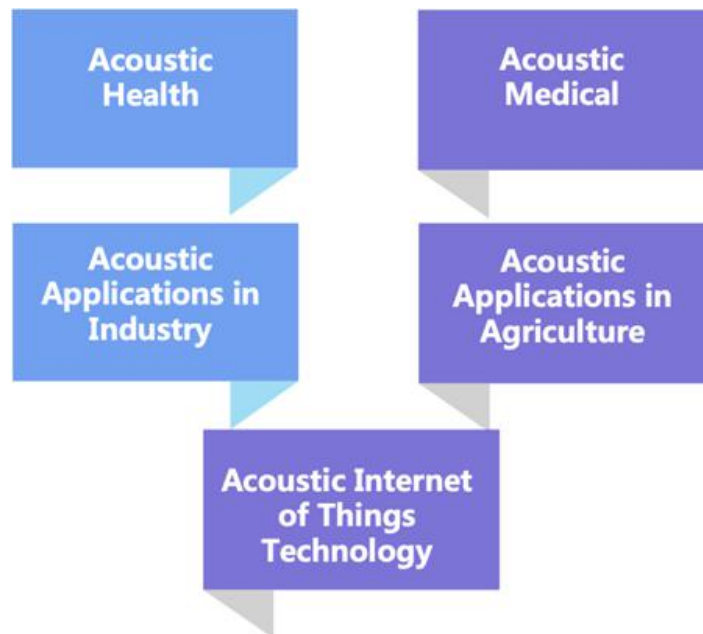 Acoustic
Health
Acoustic
Medical
Acoustic
Applications in
Industry
Acoustic
Applications in
Agriculture
Acoustic Internet
of Things
Technology